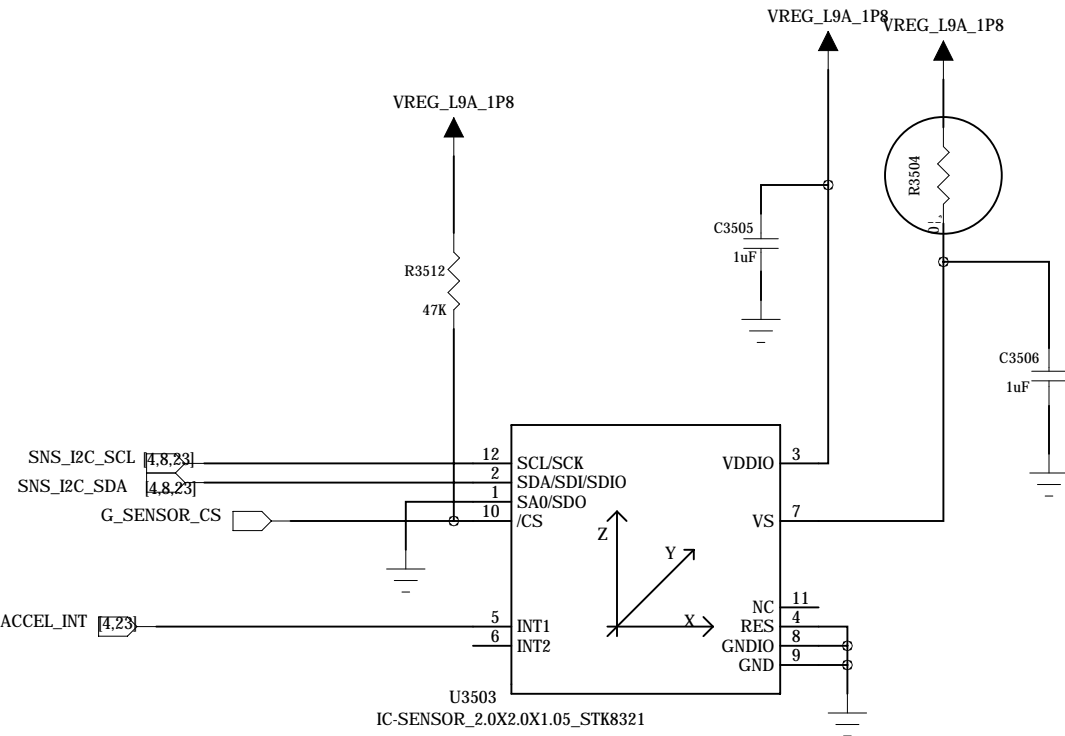 VREG_L9A_1P8
VREG_L9A_1P8
VREG_L9A_1P8
R3504
C3505
1uF
R3512
47K
C3506
1uF
SNS_I2C_SCL [4,8,23]
SNS_I2C_SDA [4,8,23]
G_SENSOR_CS
ACCEL_INT [4,23]
12 SCL/SCK
2 SDA/SDI/SDIO
1 SA0/SDO
10 /CS
5 INT1
6 INT2
VDDIO 3
VS 7
NC 11
RES 4
GNDIO 8
GND 9
Z
Y
X
U3503
IC-SENSOR_2.0X2.0X1.05_STK8321